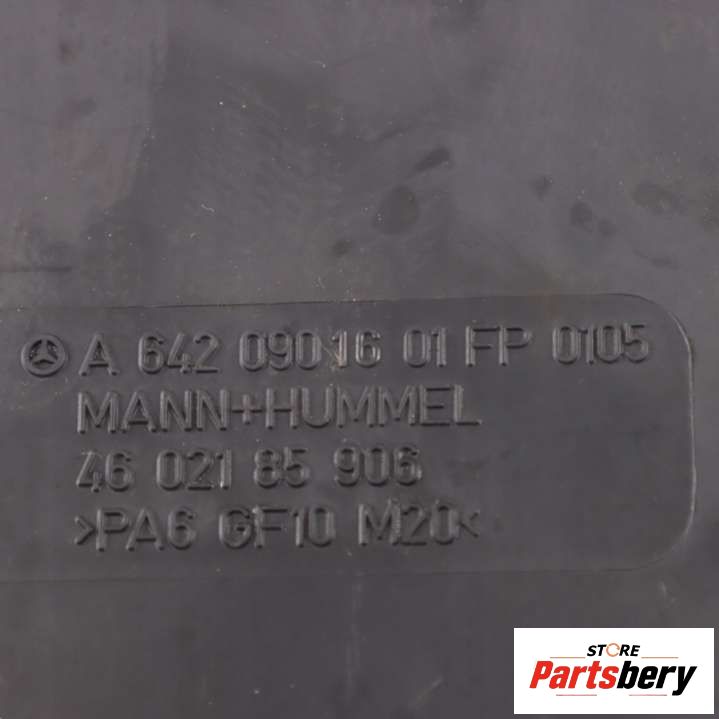 A 642 090 16 01 FP 0105
MANN+HUMMEL
46 021 85 906
>PA6 GF10 M20<
STORE
Partsbery